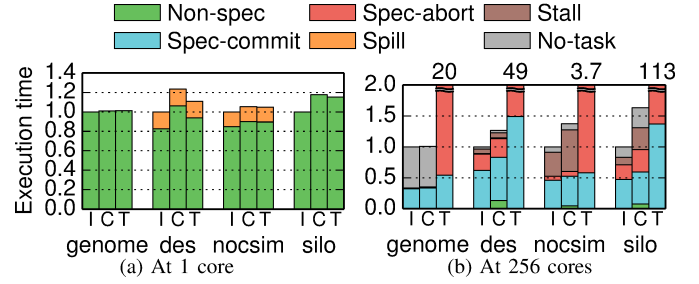 Non-spec Spec-abort Stall
Spec-commit Spill No-task
Execution time
1.4
1.2
1.0
0.8
0.6
0.4
0.2
0.0
I C T I C T I C T I C T
genome des nocsim silo
(a) At 1 core
20 49 3.7 113
2.0
1.5
1.0
0.5
0.0
I C T I C T I C T I C T
genome des nocsim silo
(b) At 256 cores